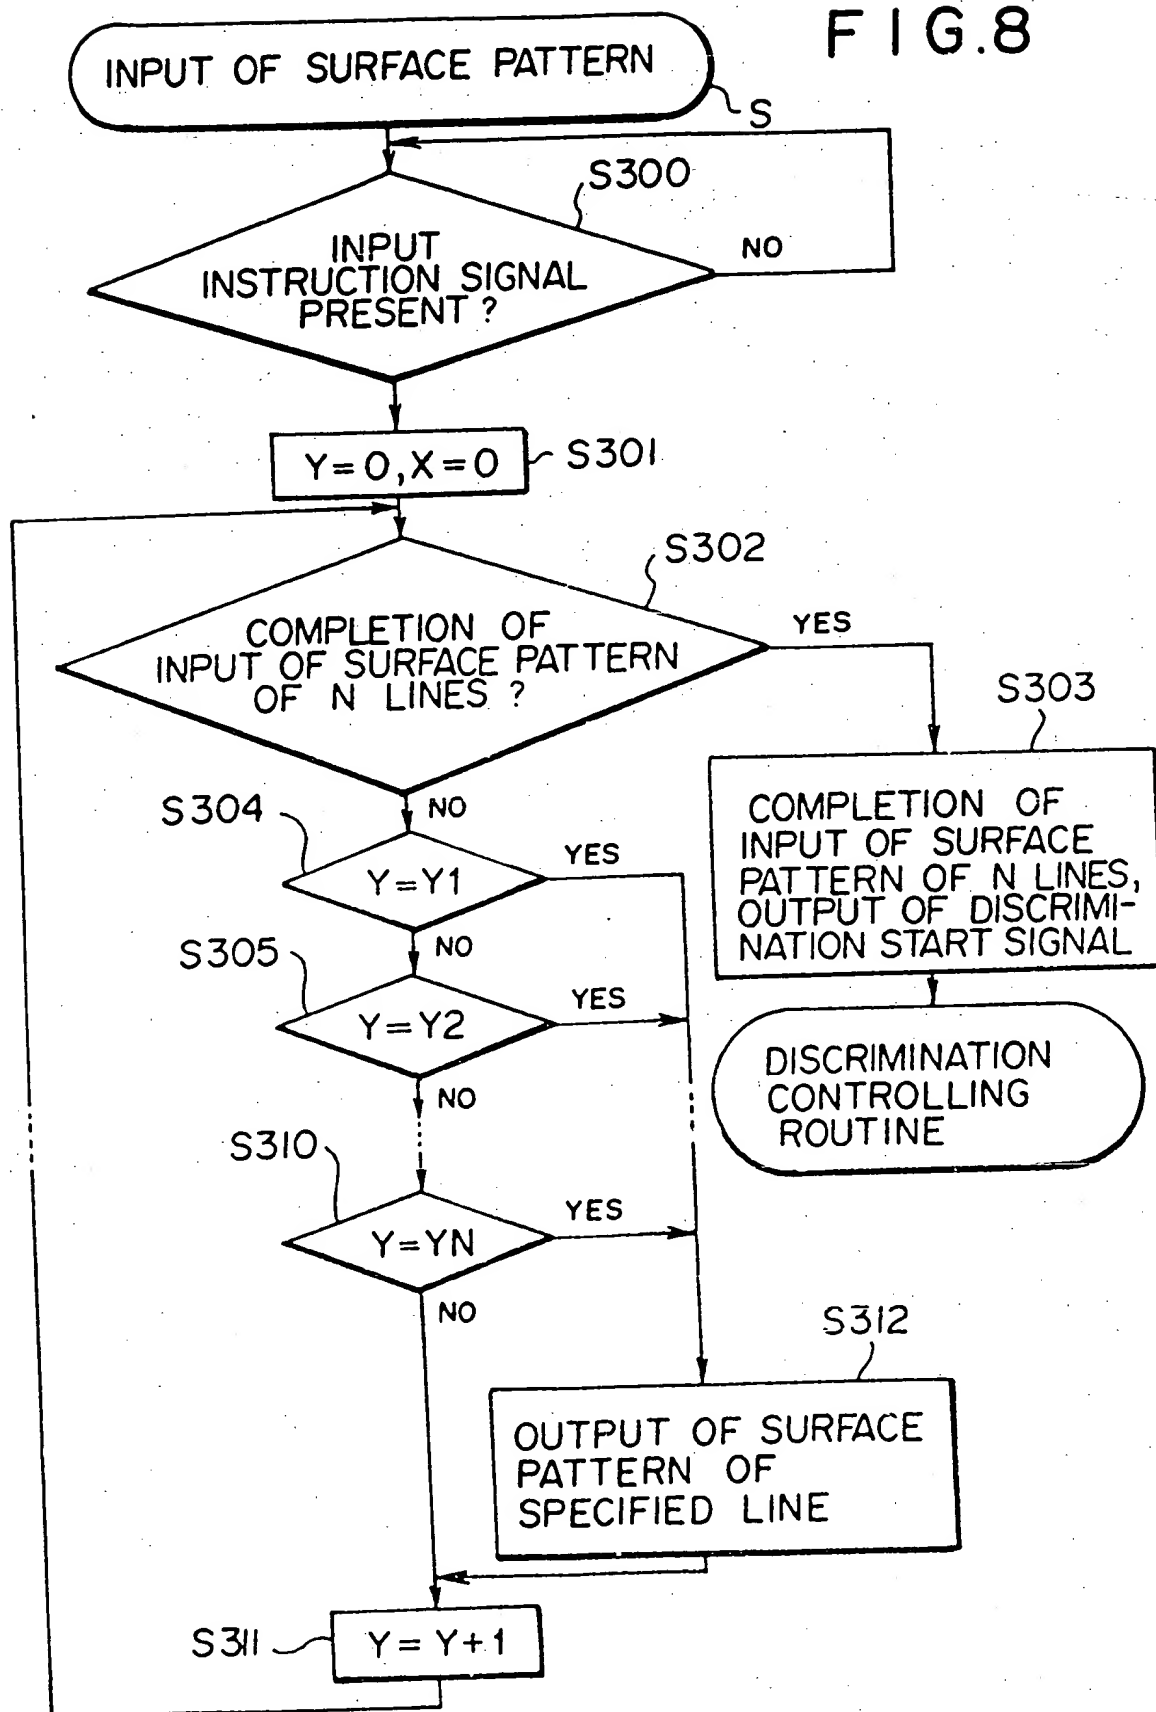 FIG.8
INPUT OF SURFACE PATTERN
S
S300
INPUT
INSTRUCTION SIGNAL
PRESENT ?
NO
Y=0,X=0
S301
S302
COMPLETION OF
INPUT OF SURFACE PATTERN
OF N LINES ?
YES
S303
COMPLETION OF
INPUT OF SURFACE
PATTERN OF N LINES,
OUTPUT OF DISCRIMI-
NATION START SIGNAL
DISCRIMINATION
CONTROLLING
ROUTINE
NO
S304
Y=Y1
YES
NO
S305
Y=Y2
YES
NO
S310
Y=YN
YES
NO
S312
OUTPUT OF SURFACE
PATTERN OF
SPECIFIED LINE
S311
Y=Y+1